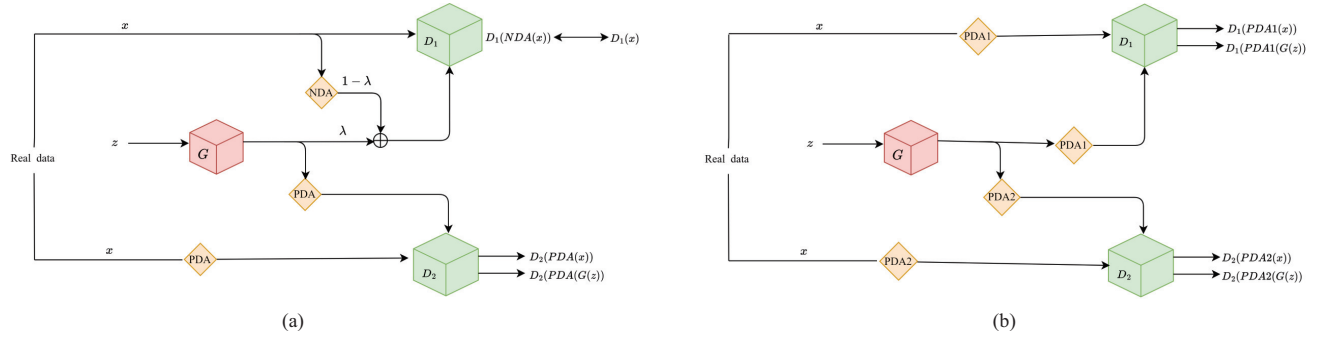 x
D₁
D₁(NDA(x))
D₁(x)
NDA
1 − λ
z
G
λ
Real data
PDA
x
PDA
D₂
D₂(PDA(x))
D₂(PDA(G(z))
(a)
x
PDA1
D₁
D₁(PDA1(x))
D₁(PDA1(G(z))
z
G
PDA1
Real data
PDA2
x
PDA2
D₂
D₂(PDA2(x))
D₂(PDA2(G(z))
(b)